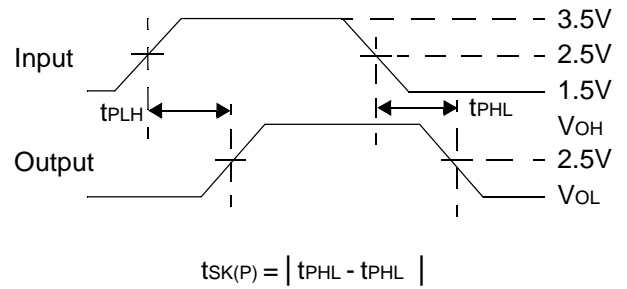 3.5V
Input
2.5V
1.5V
tPLH
tPHL
VOH
Output
2.5V
VOL
tSK(P) = | tPHL - tPHL |